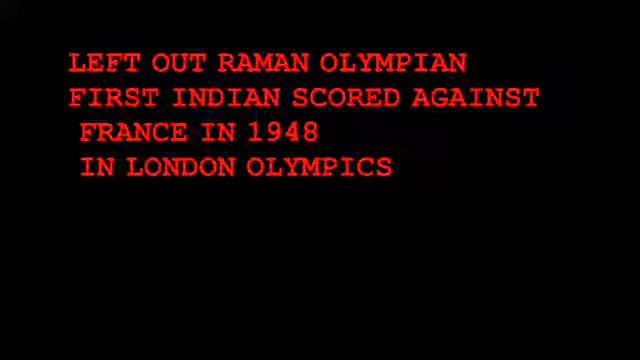 LEFT OUT RAMAN OLYMPIAN
FIRST INDIAN SCORED AGAINST
FRANCE IN 1948
IN LONDON OLYMPICS